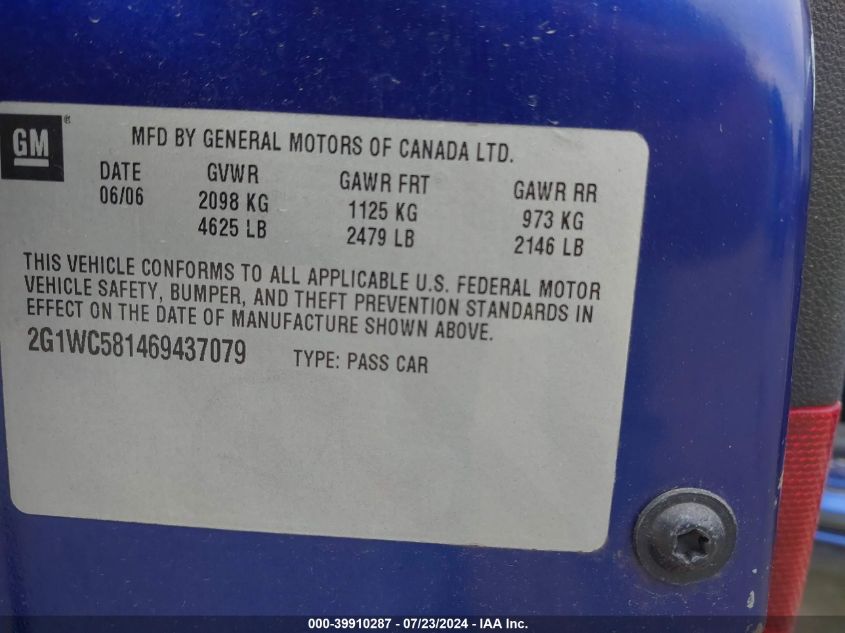 GM ®
MFD BY GENERAL MOTORS OF CANADA LTD.
DATE GVWR GAWR FRT GAWR RR
06/06 2098 KG 1125 KG 973 KG
4625 LB 2479 LB 2146 LB
THIS VEHICLE CONFORMS TO ALL APPLICABLE U.S. FEDERAL MOTOR
VEHICLE SAFETY, BUMPER, AND THEFT PREVENTION STANDARDS IN
EFFECT ON THE DATE OF MANUFACTURE SHOWN ABOVE.
2G1WC581469437079 TYPE: PASS CAR
000-39910287 / 07/23/2024 - IAA Inc.